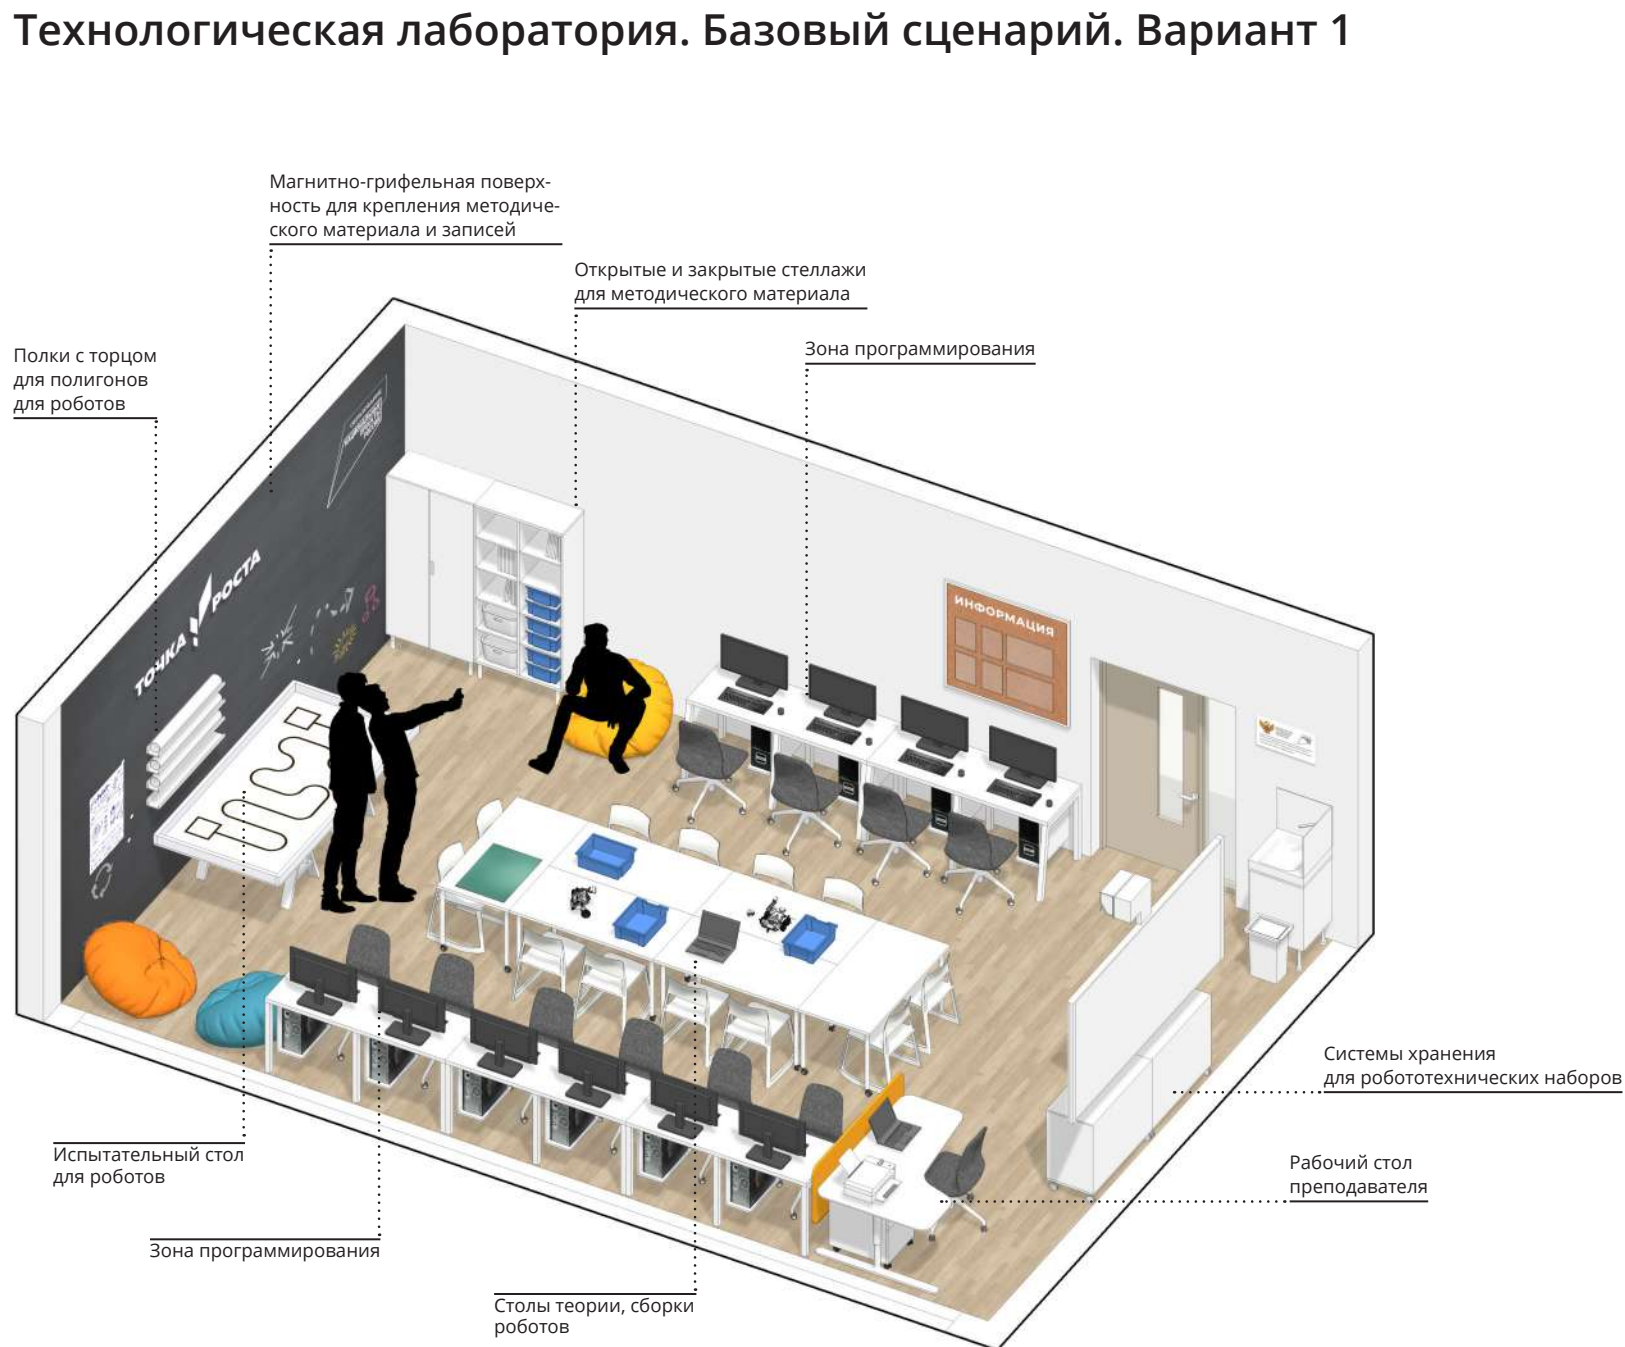 Технологическая лаборатория. Базовый сценарий. Вариант 1
Магнитно-грифельная поверх-
ность для крепления методиче-
ского материала и записей
Открытые и закрытые стеллажи
для методического материала
Зона программирования
Полки с торцом
для полигонов
для роботов
ТОЧКА РОСТА
ИНФОРМАЦИЯ
Системы хранения
для робототехнических наборов
Испытательный стол
для роботов
Рабочий стол
преподавателя
Зона программирования
Столы теории, сборки
роботов